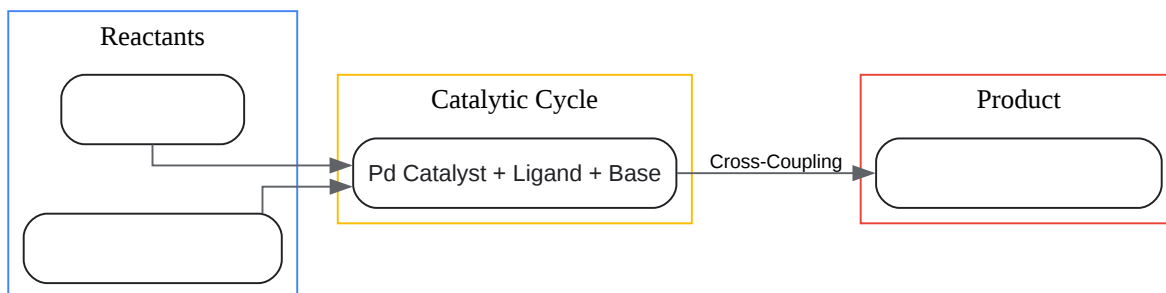 Reactants
Catalytic Cycle
Product
Pd Catalyst + Ligand + Base
Cross-Coupling